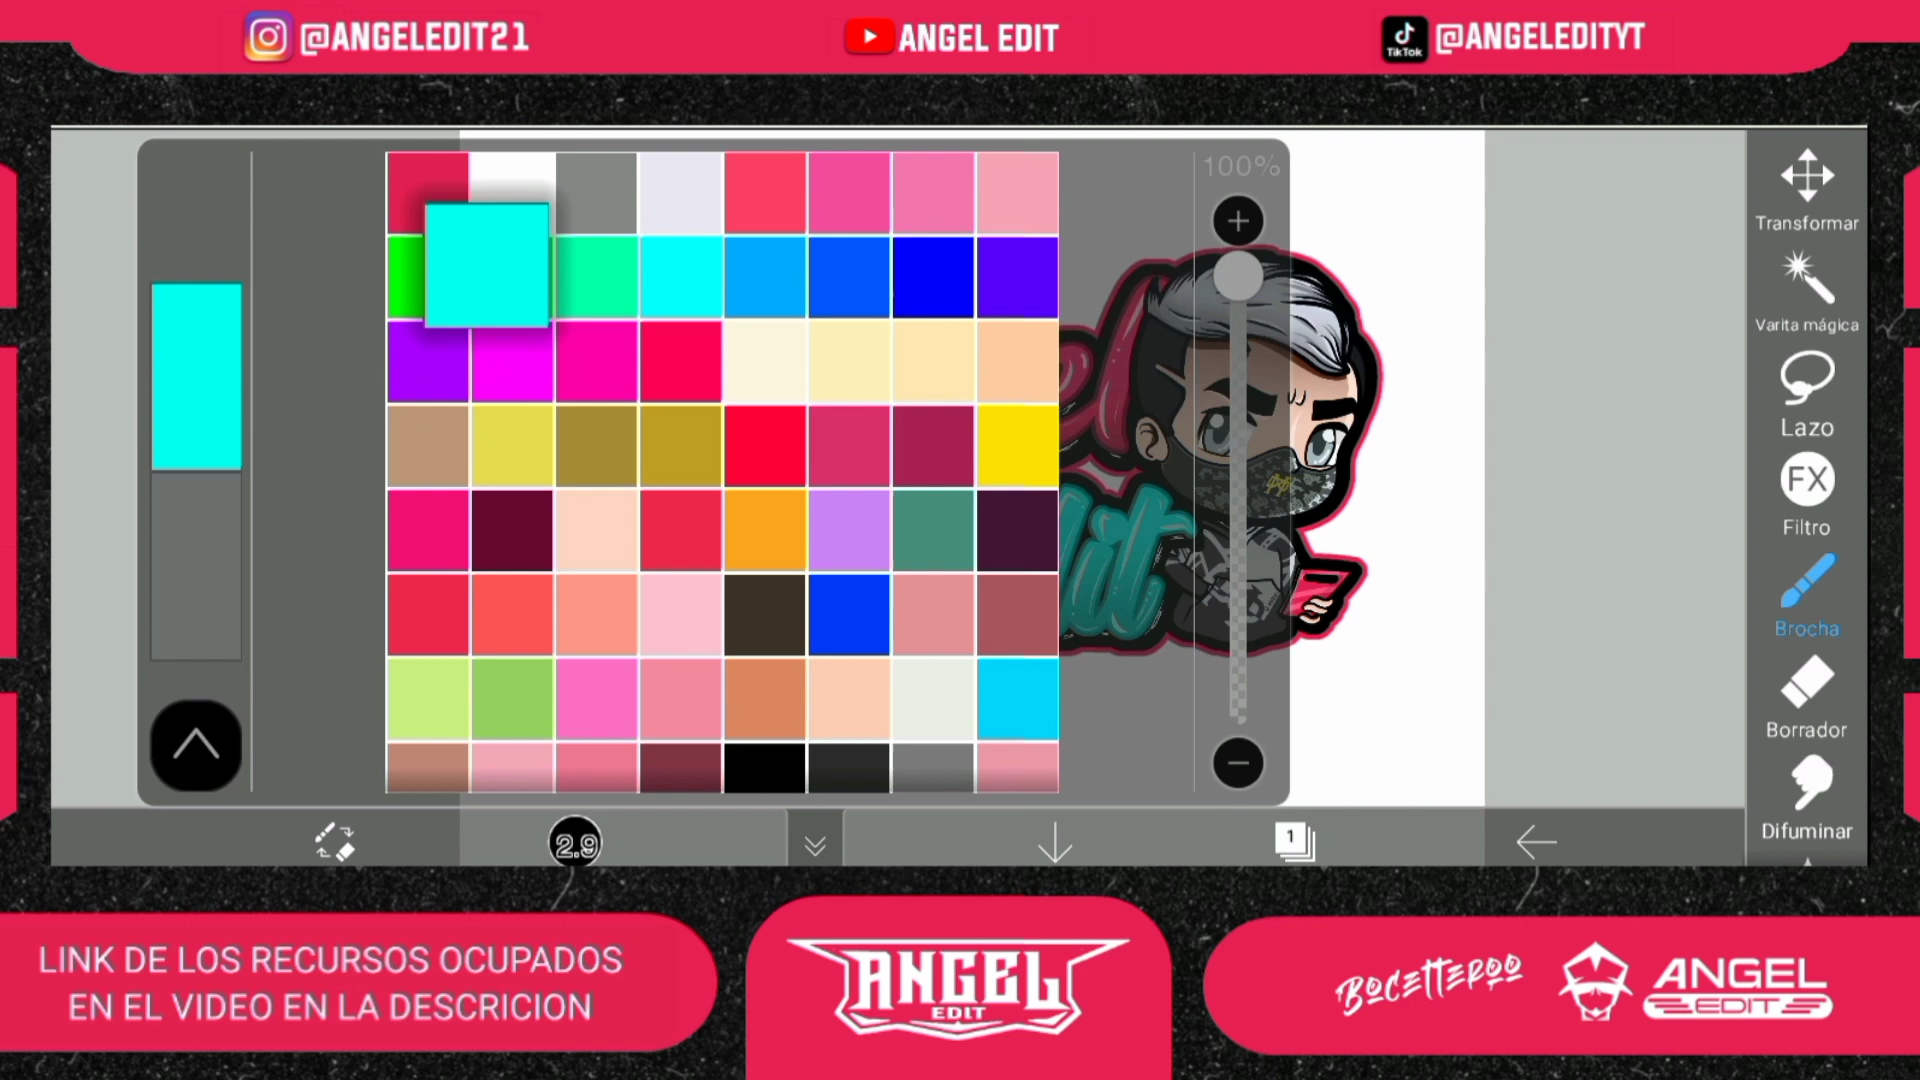 @ANGELEDIT21
ANGEL EDIT
TikTok
@ANGELEDITYT
100%
Transformar
Varita mágica
Lazo
FX
Filtro
Brocha
Borrador
Difuminar
2.9
1
LINK DE LOS RECURSOS OCUPADOS
EN EL VIDEO EN LA DESCRICION
ANGEL
EDIT
BOCETTEROO
ANGEL
EDIT